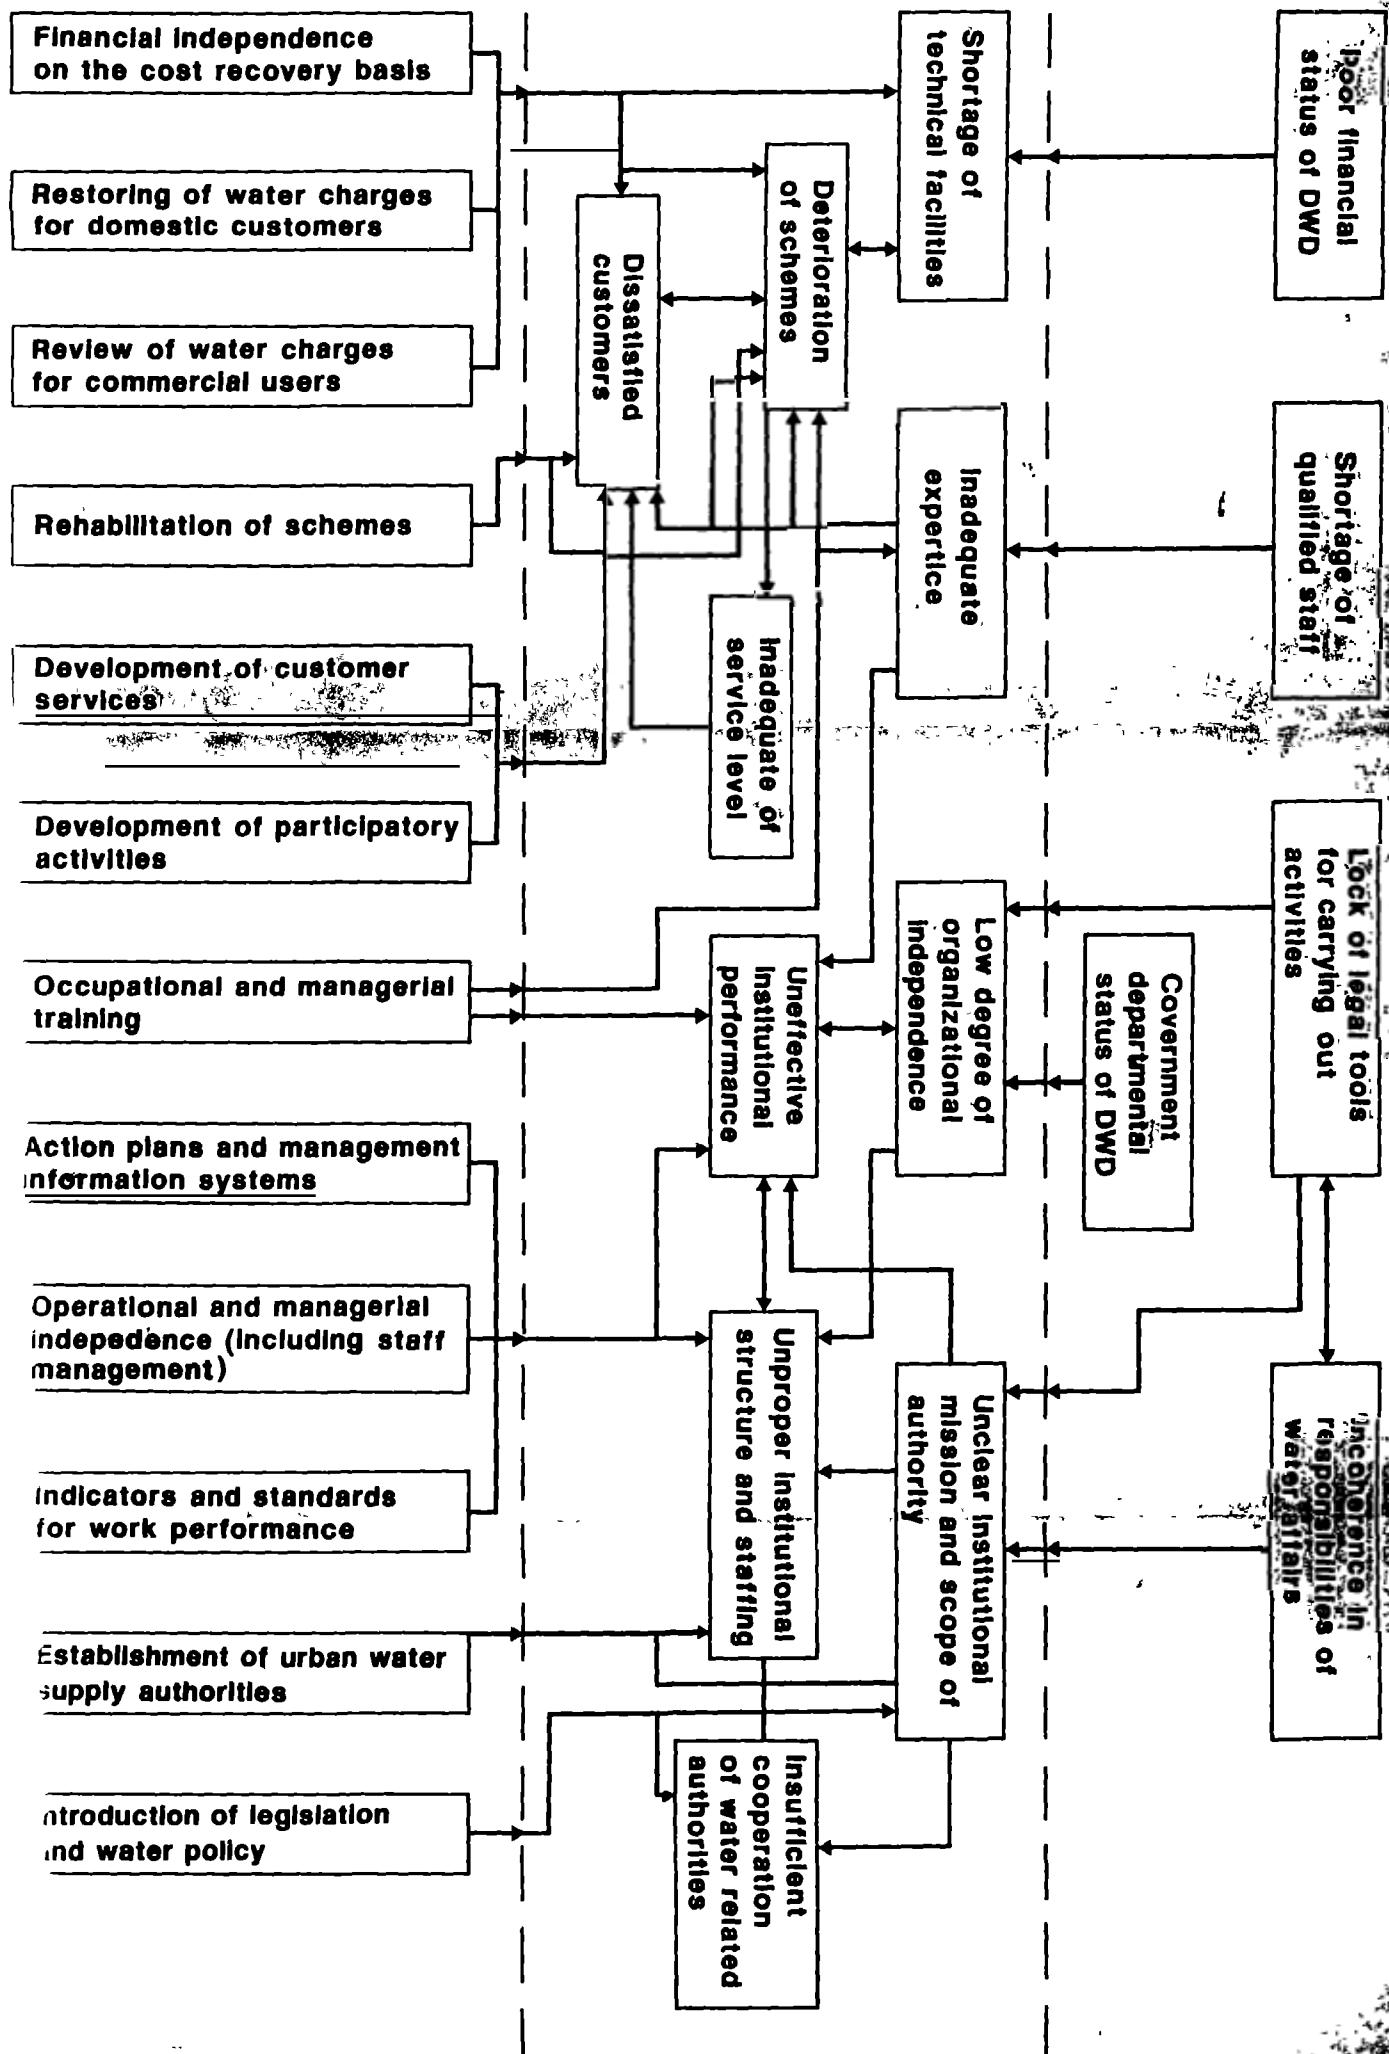 Financial independence
on the cost recovery basis
Restoring of water charges
for domestic customers
Review of water charges
for commercial users
Rehabilitation of schemes
Development of customer
services
Development of participatory
activities
Occupational and managerial
training
Action plans and management
nformation systems
Operational and managerial
indepedence (including staff
management)
Indicators and standards
for work performance
Establishment of urban water
supply authorities
ntroduction of legislation
nd water policy
Dissatisfied
customers
Deterioration
of schemes
Inadequate of
service level
Uneffective
institutional
performance
Unproper institutional
structure and staffing
Insufficient
cooperation
of water related
authorities
Shortage of
technical facilities
Inadequate
expertice
Low degree of
organizational
independence
Unclear institutional
mission and scope of
authority
Government
departmental
status of DWD
poor financial
status of DWD
Shortage of
qualified staff
Lock of legal tools
for carrying out
activities
Incoherence in
responsibilities of
water affairs